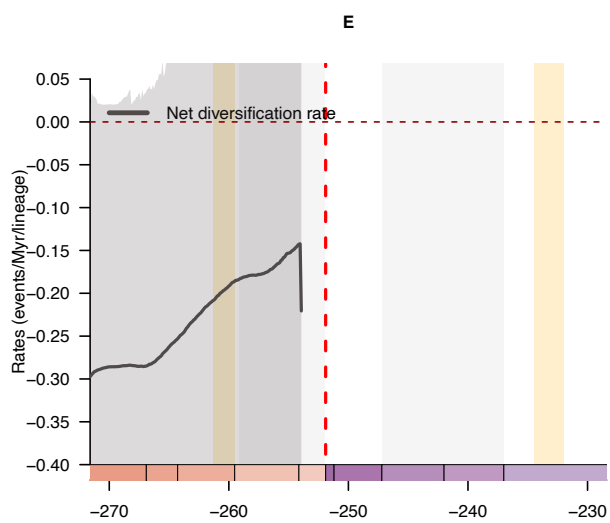 E
Net diversification rate
Rates (events/Myr/lineage)
0.05
0.00
−0.05
−0.10
−0.15
−0.20
−0.25
−0.30
−0.35
−0.40
−270 −260 −250 −240 −230